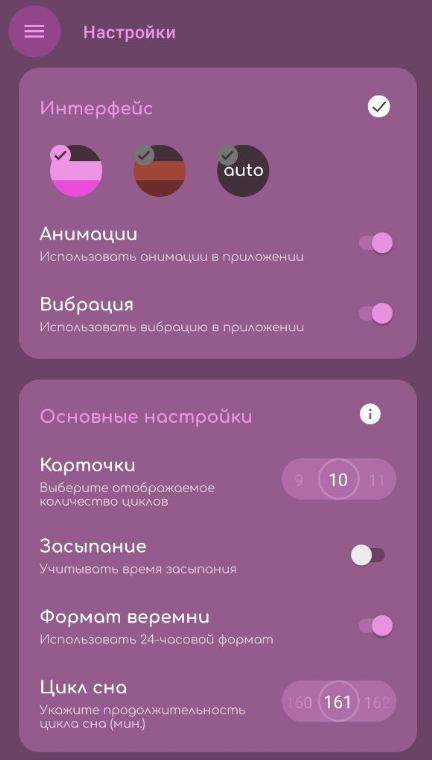 Настройки
Интерфейс
auto
Анимации
Использовать анимации в приложении
Вибрация
Использовать вибрацию в приложении
Основные настройки
Карточки
Выберите отображаемое
количество циклов
9 10 11
Засыпание
Учитывать время засыпания
Формат веремни
Использовать 24-часовой формат
Цикл сна
Укажите продолжительность
цикла сна (мин.)
160 161 162